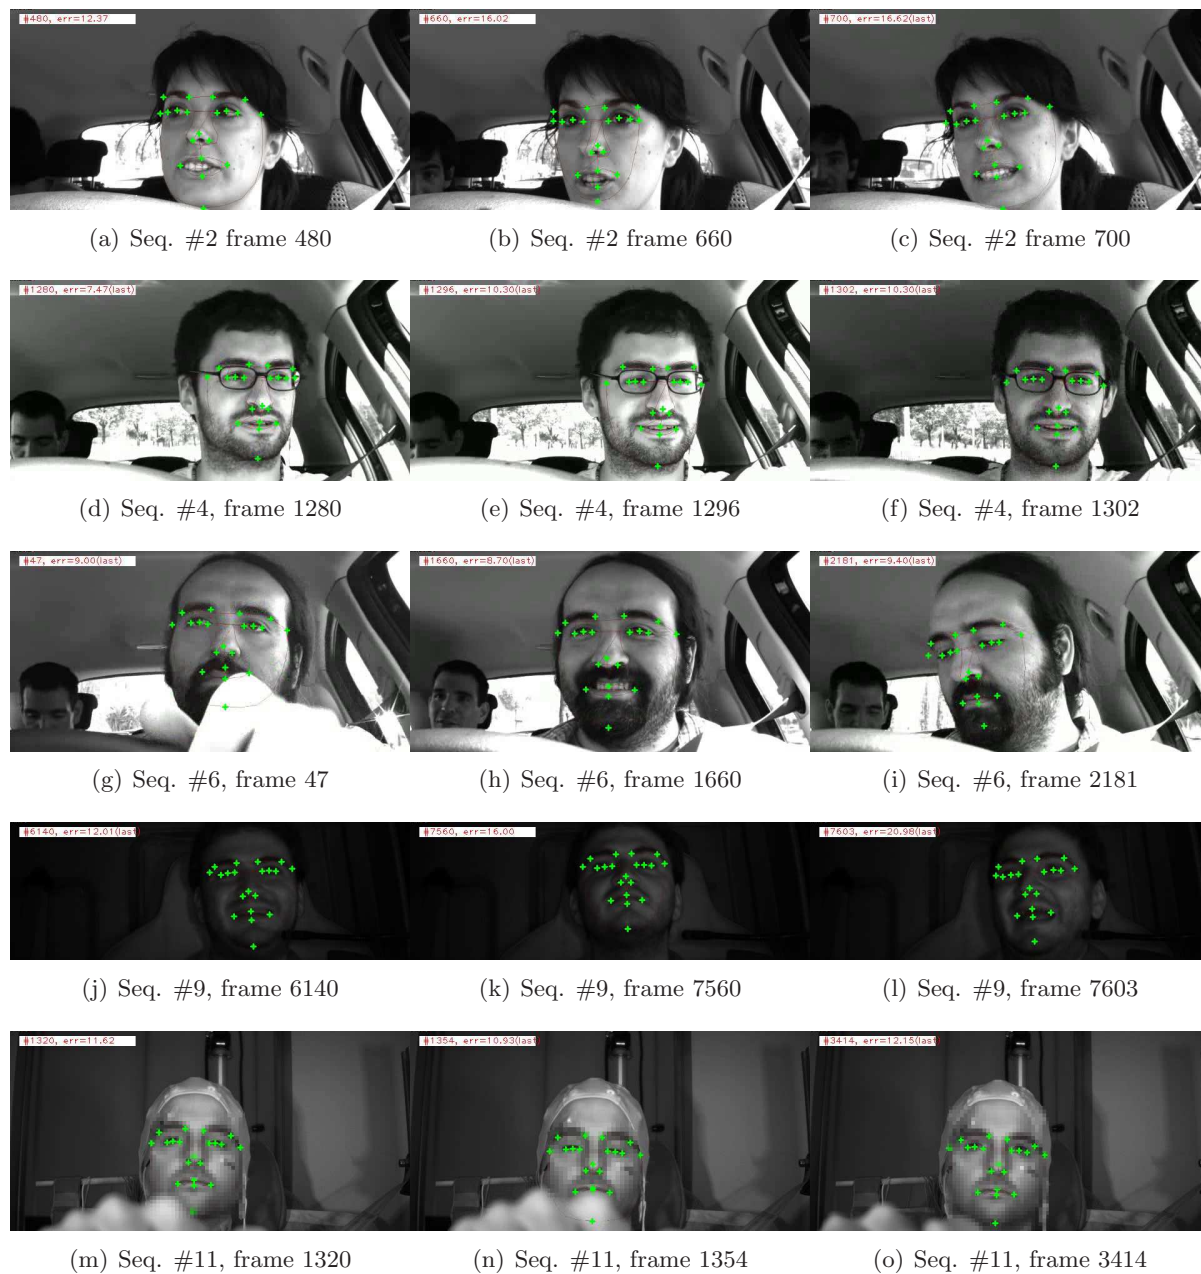 #480, err=12.37
#660, err=16.02
#700, err=16.62(last)
(a) Seq. #2 frame 480
(b) Seq. #2 frame 660
(c) Seq. #2 frame 700
#1280, err=7.47(last)
#1296, err=10.30(last)
#1302, err=10.30(last)
(d) Seq. #4, frame 1280
(e) Seq. #4, frame 1296
(f) Seq. #4, frame 1302
#47, err=9.00(last)
#1660, err=8.70(last)
#2181, err=9.40(last)
(g) Seq. #6, frame 47
(h) Seq. #6, frame 1660
(i) Seq. #6, frame 2181
#6140, err=12.01(last)
#7560, err=16.00
#7603, err=20.98(last)
(j) Seq. #9, frame 6140
(k) Seq. #9, frame 7560
(l) Seq. #9, frame 7603
#1320, err=11.62
#1354, err=10.93(last)
#3414, err=12.15(last)
(m) Seq. #11, frame 1320
(n) Seq. #11, frame 1354
(o) Seq. #11, frame 3414